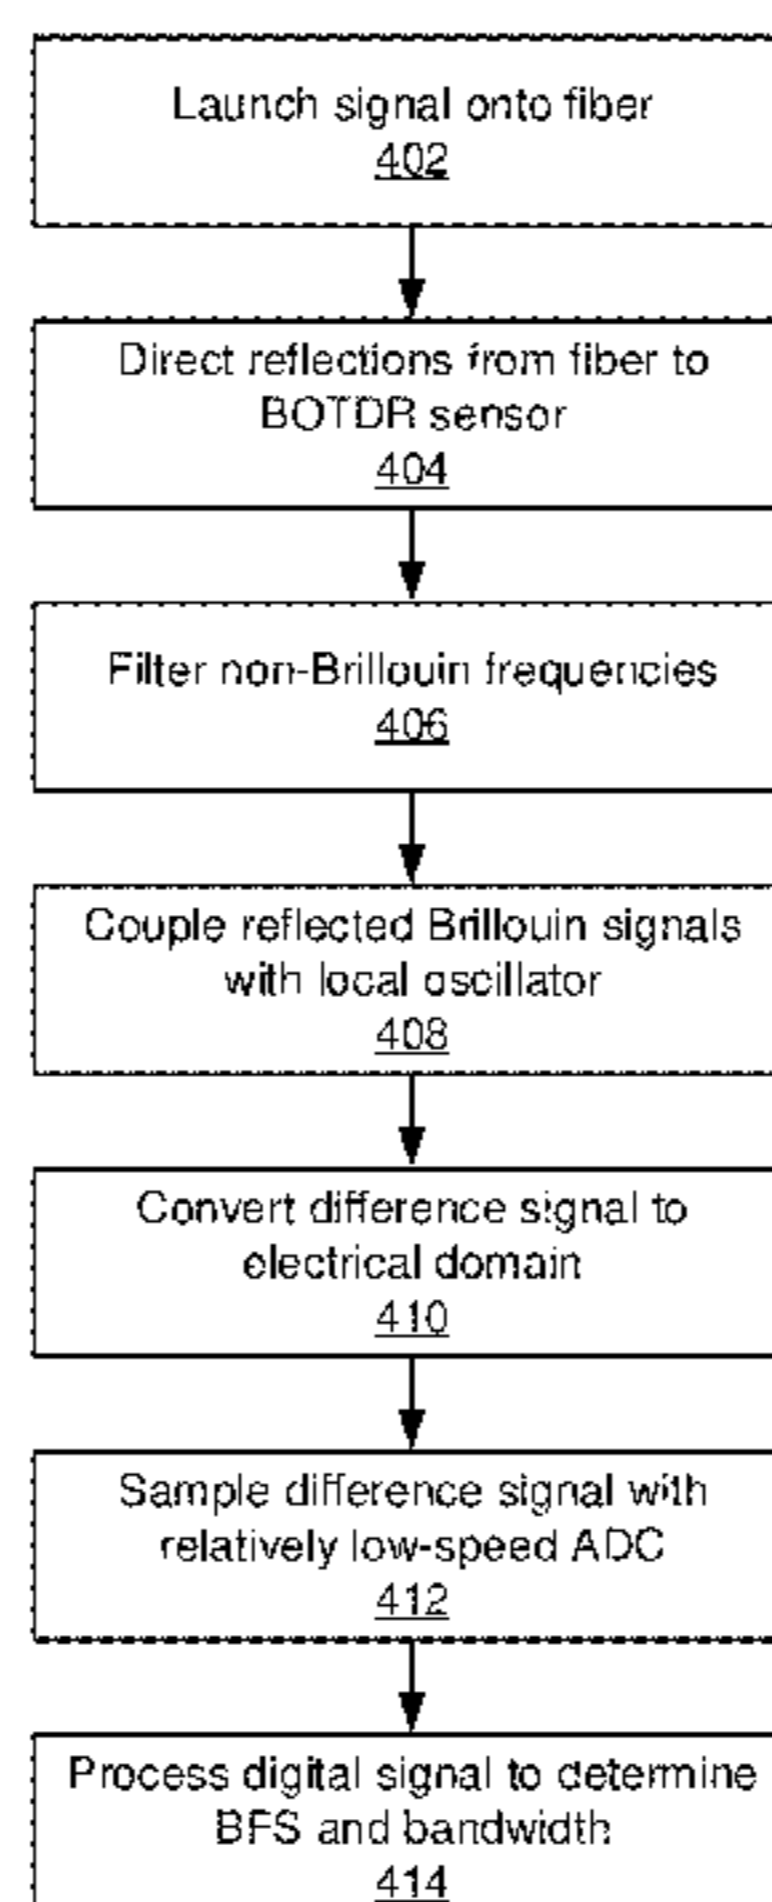 Launch signal onto fiber
402
Direct reflections from fiber to
BOTDR sensor
404
Filter non-Brillouin frequencies
406
Couple reflected Brillouin signals
with local oscillator
408
Convert difference signal to
electrical domain
410
Sample difference signal with
relatively low-speed ADC
412
Process digital signal to determine
BFS and bandwidth
414